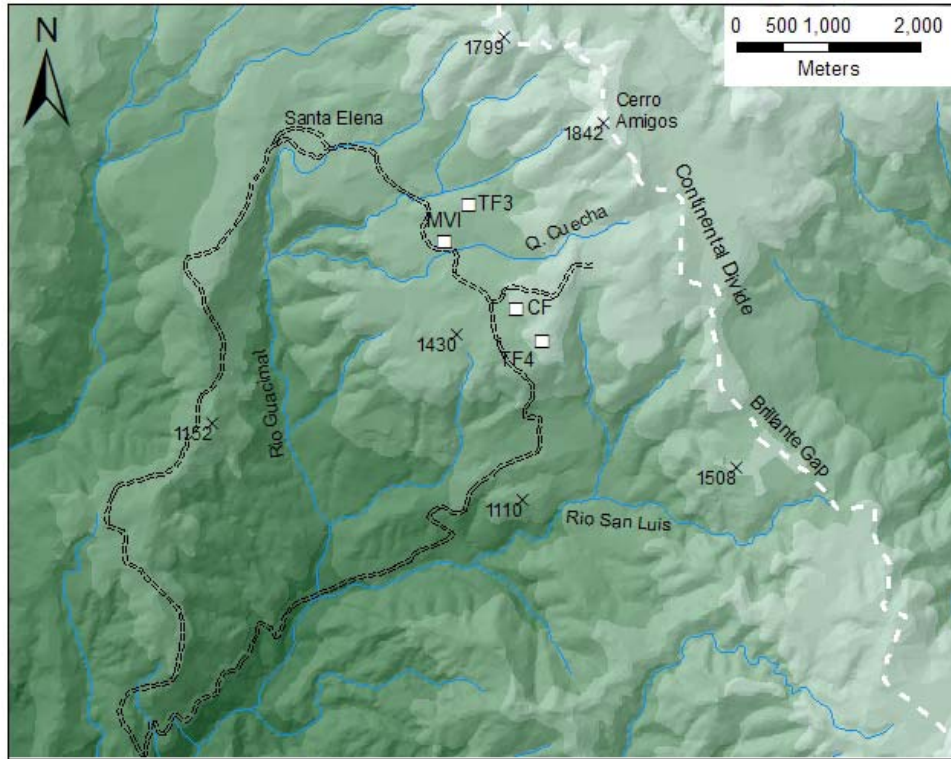 N
0 500 1,000 2,000
Meters
1799
Cerro
Amigos
1842
Santa Elena
Continental Divide
TF3
MVI
Q. Quecha
CF
1430
TF4
Rio Guacimal
1152
Brillante Gap
1508
1110
Rio San Luis